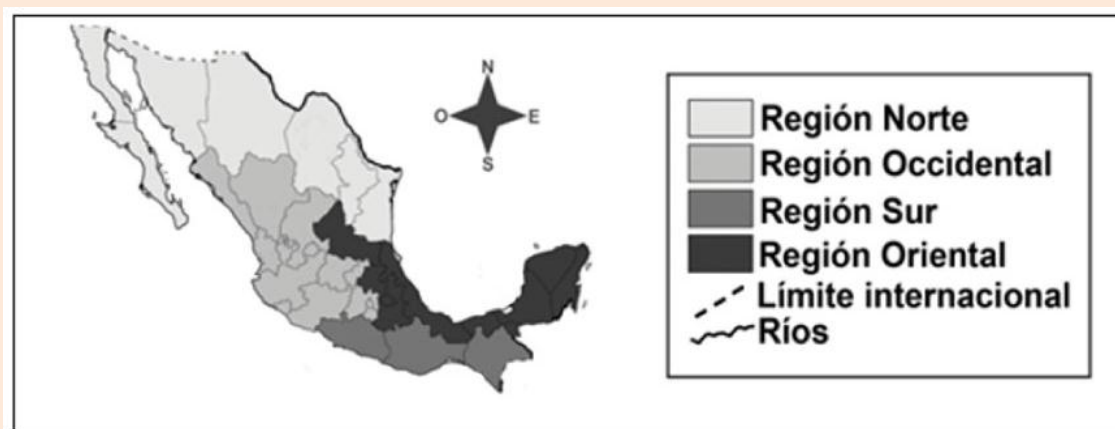 N
O
E
S
Región Norte
Región Occidental
Región Sur
Región Oriental
Límite internacional
Ríos